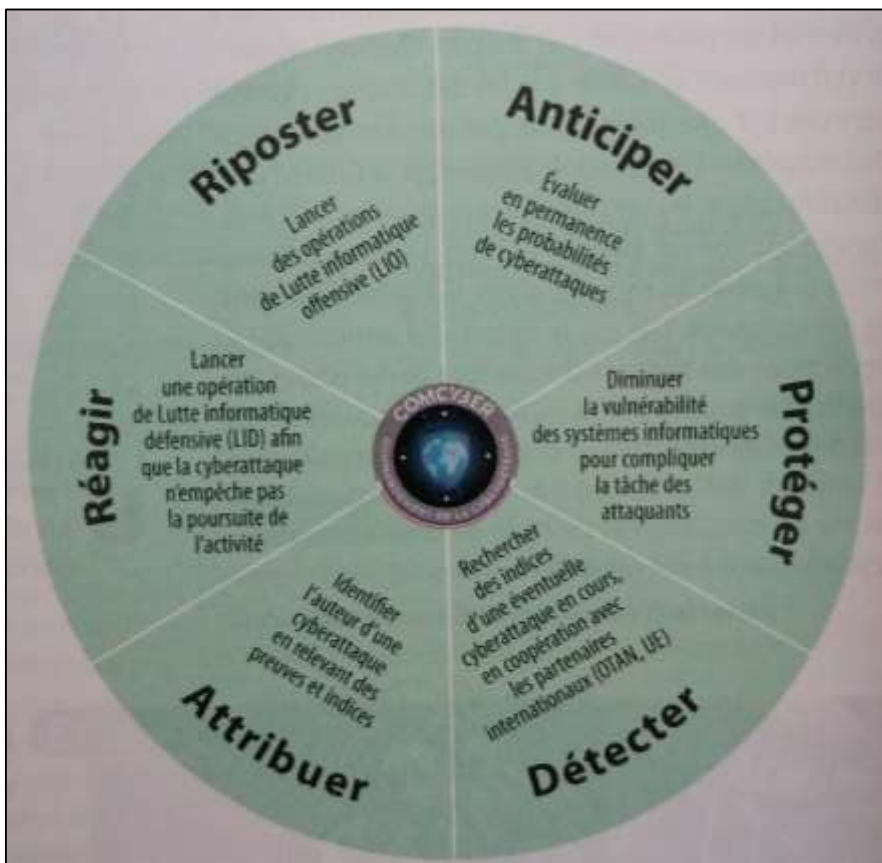 Anticiper
Évaluer
en permanence
les probabilités
de cyberattaques
Protéger
Diminuer
la vulnérabilité
des systèmes informatiques
pour compliquer
la tâche des
attaquants
Détecter
Rechercher
des indices
d'une éventuelle
cyberattaque en cours,
en coopération avec
les partenaires
internationaux (OTAN, UE)
Attribuer
Identifier
l'auteur d'une
cyberattaque
en relevant des
preuves et indices
Réagir
Lancer
une opération
de Lutte informatique
défensive (LID) afin
que la cyberattaque
n'empêche pas
la poursuite de
l'activité
Riposter
Lancer
des opérations
de Lutte informatique
offensive (LIO)
COMCYBER